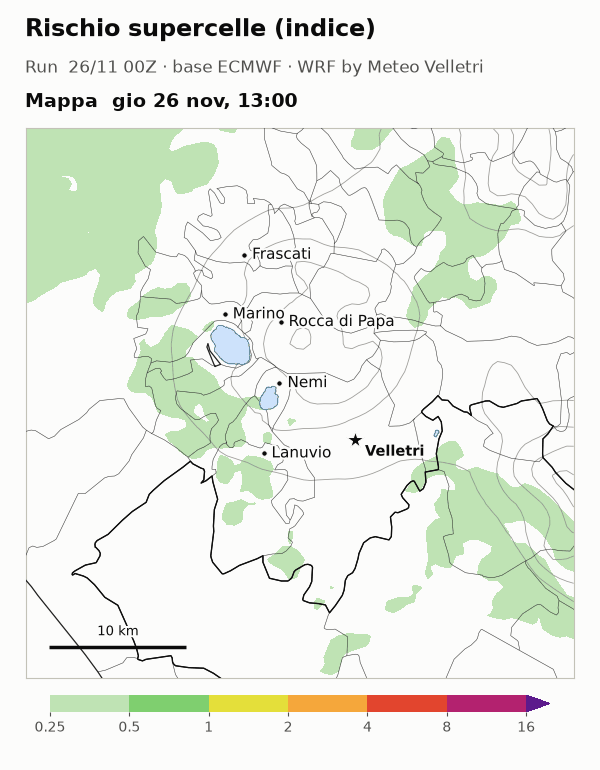 Rischio supercelle (indice)
Run  26/11 00Z · base ECMWF · WRF by Meteo Velletri
Mappa  gio 26 nov, 13:00
Frascati
Marino
Rocca di Papa
Nemi
Velletri
Lanuvio
10 km
0.25 0.5 1 2 4 8 16